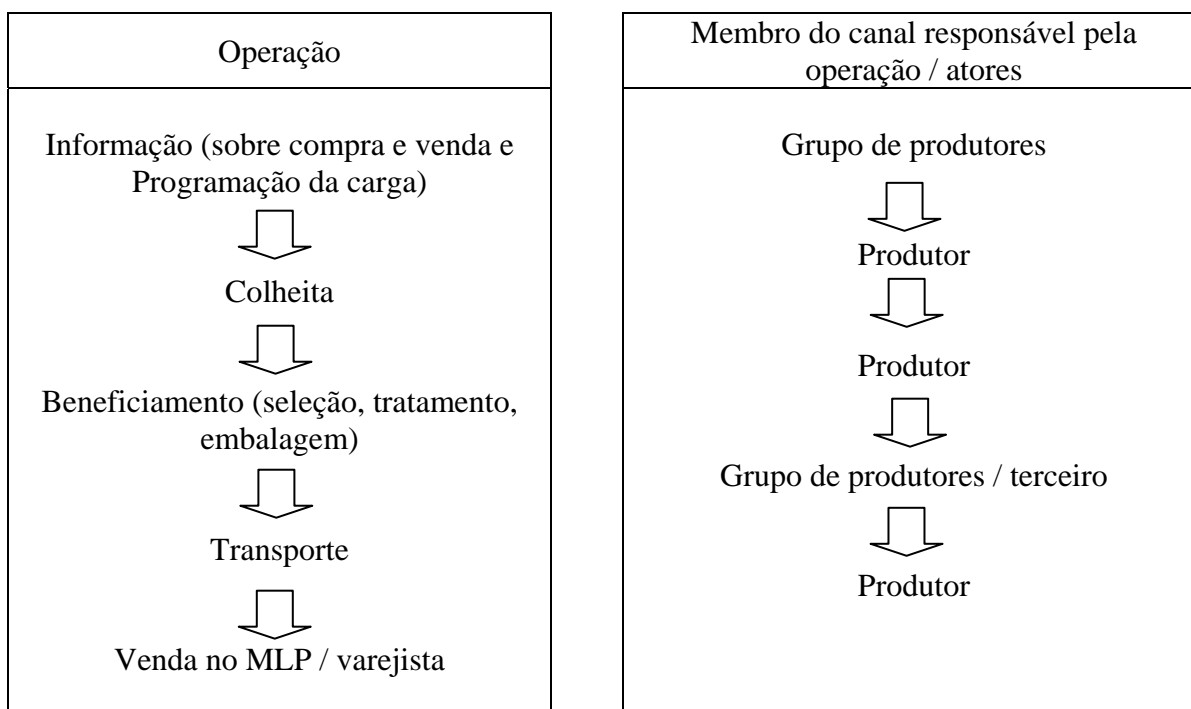 Operação
Informação (sobre compra e venda e
Programação da carga)
Colheita
Beneficiamento (seleção, tratamento,
embalagem)
Transporte
Venda no MLP / varejista
Membro do canal responsável pela
operação / atores
Grupo de produtores
Produtor
Produtor
Grupo de produtores / terceiro
Produtor